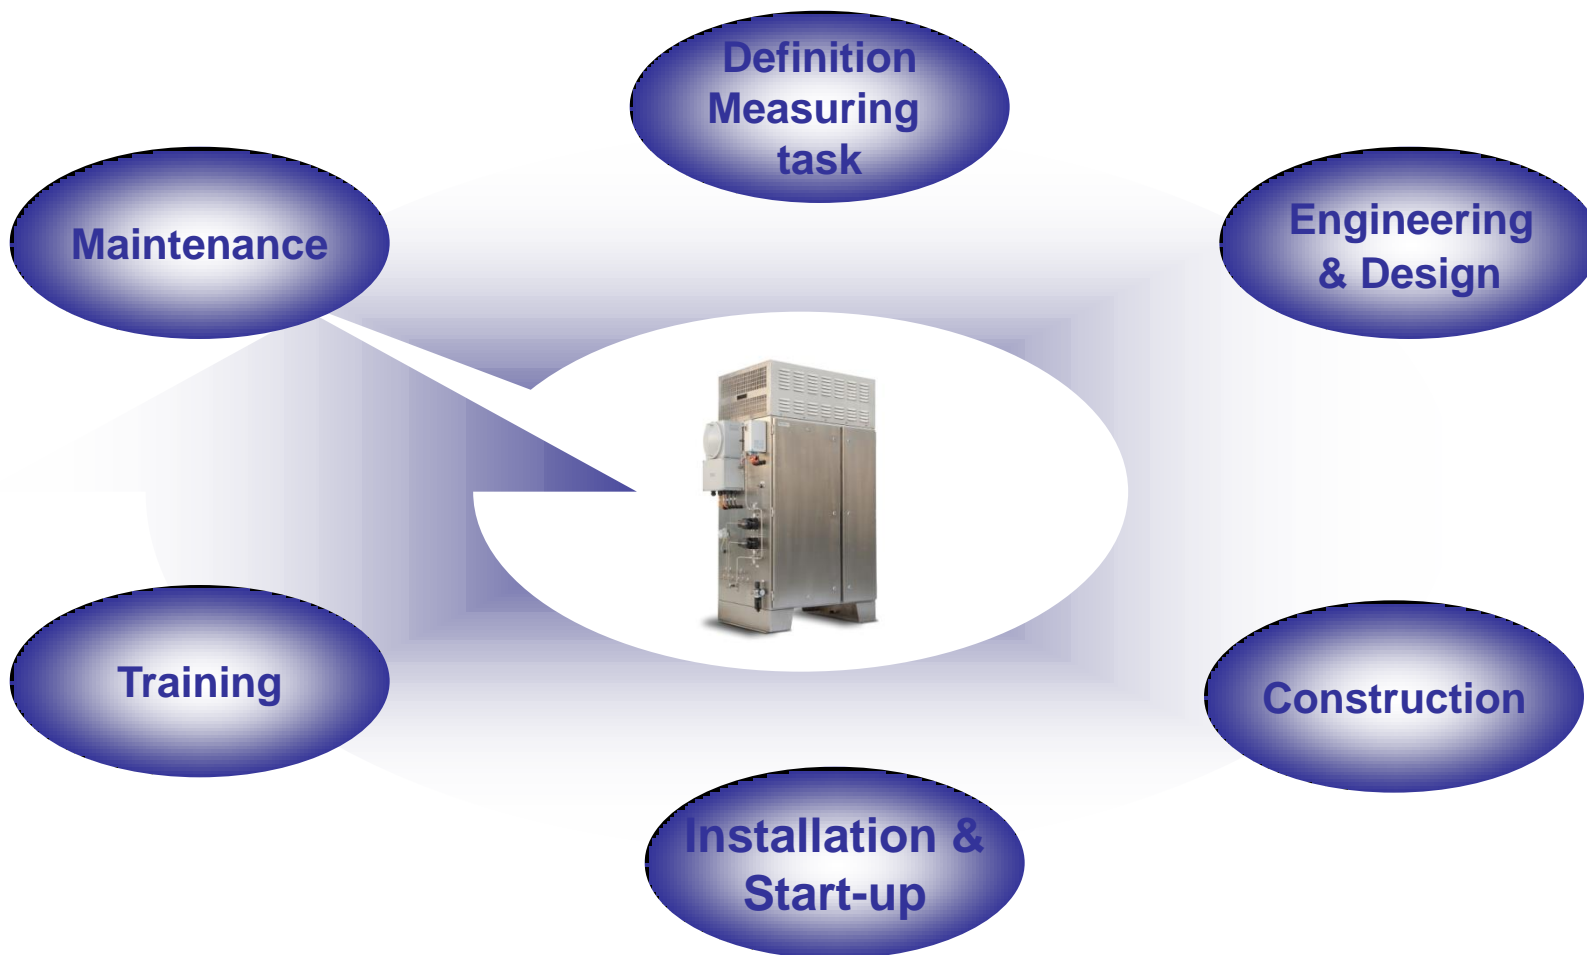 Definition
Measuring
task
Engineering
& Design
Maintenance
Training
Construction
Installation &
Start-up